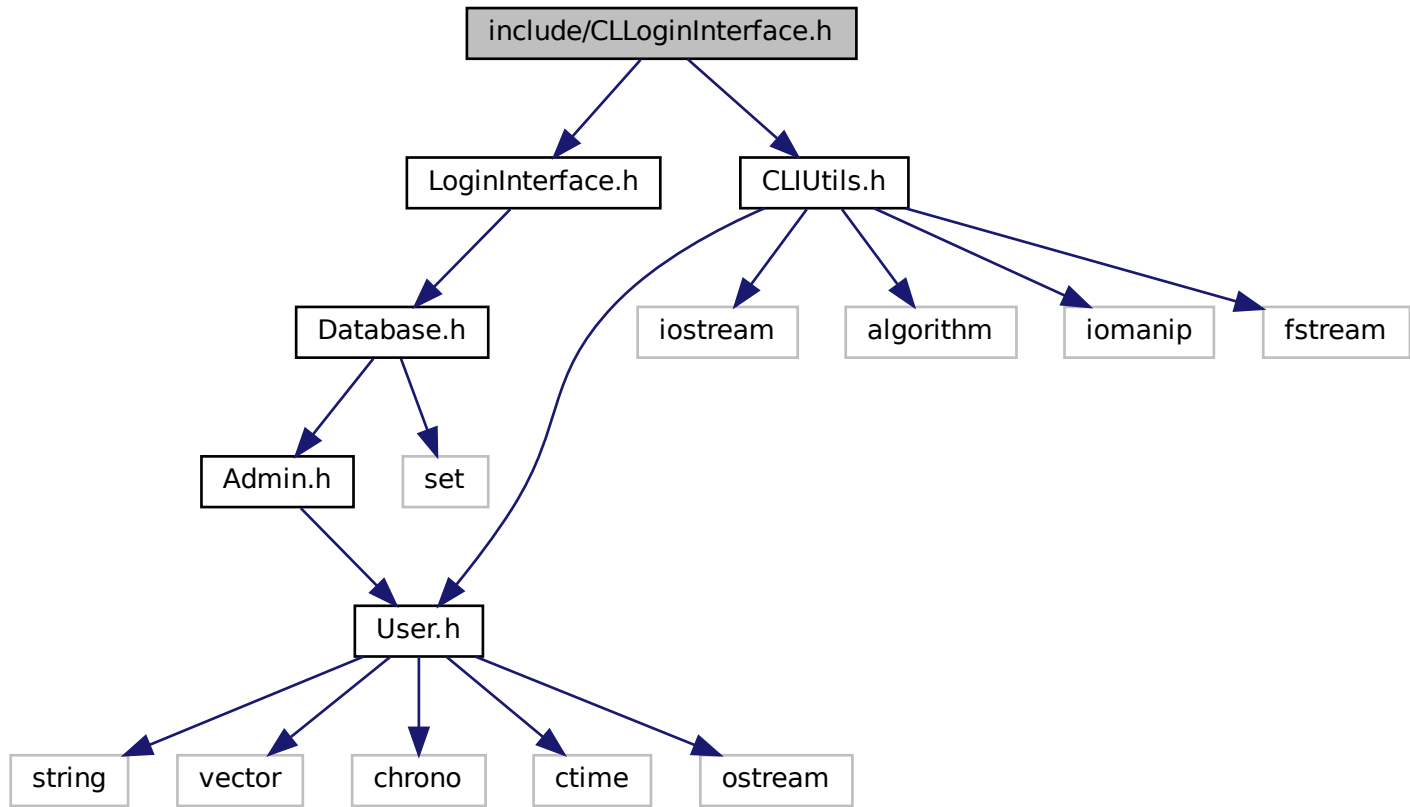 include/CLLoginInterface.h
LoginInterface.h
CLIUtils.h
Database.h
iostream
algorithm
iomanip
fstream
Admin.h
set
User.h
string
vector
chrono
ctime
ostream